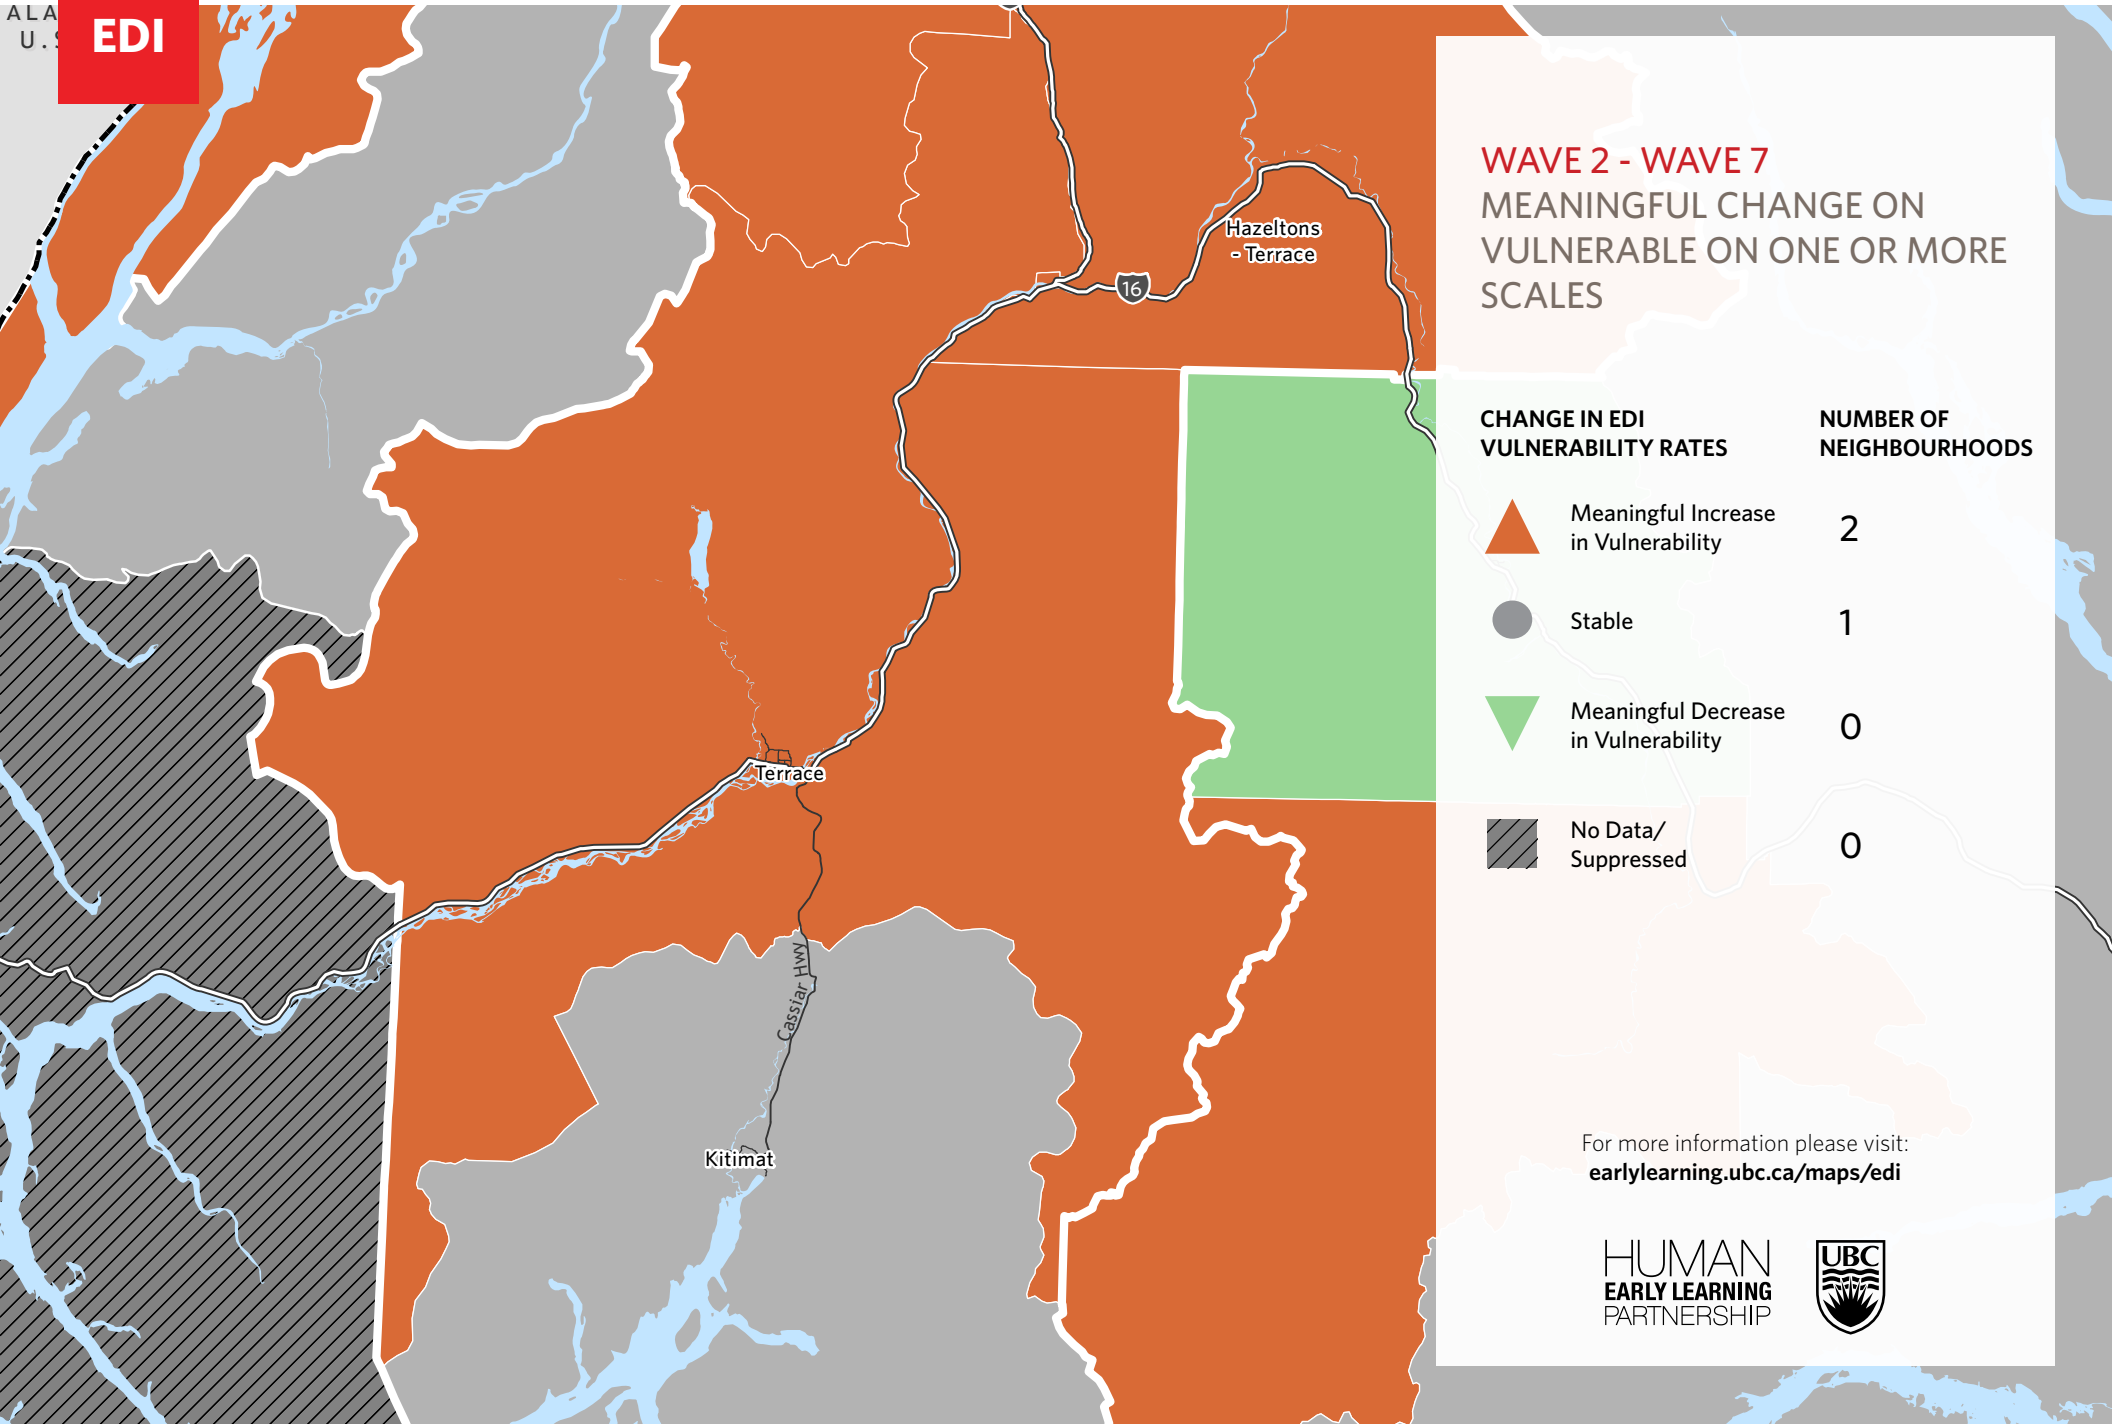 ALA
U.S
EDI
Hazeltons
- Terrace
16
Terrace
Cassiar Hwy
Kitimat
WAVE 2 - WAVE 7
MEANINGFUL CHANGE ON
VULNERABLE ON ONE OR MORE
SCALES
CHANGE IN EDI
VULNERABILITY RATES
NUMBER OF
NEIGHBOURHOODS
Meaningful Increase
in Vulnerability
2
Stable
1
Meaningful Decrease
in Vulnerability
0
No Data/
Suppressed
0
For more information please visit:
earlylearning.ubc.ca/maps/edi
HUMAN
EARLY LEARNING
PARTNERSHIP
UBC